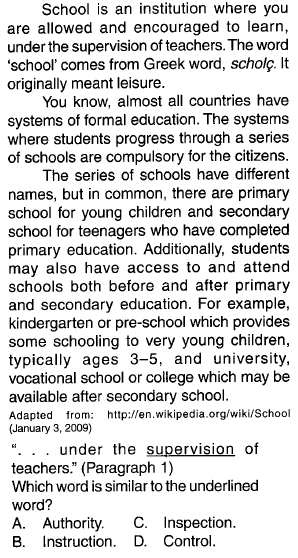 School is an institution where you
are allowed and encouraged to learn,
under the supervision of teachers. The word
‘school’ comes from Greek word, scholç. It
originally meant leisure.
You know, almost all countries have
systems of formal education. The systems
where students progress through a series
of schools are compulsory for the citizens.
The series of schools have different
names, but in common, there are primary
school for young children and secondary
school for teenagers who have completed
primary education. Additionally, students
may also have access to and attend
schools both before and after primary
and secondary education. For example,
kindergarten or pre-school which provides
some schooling to very young children,
typically ages 3–5, and university,
vocational school or college which may be
available after secondary school.
Adapted from: http://en.wikipedia.org/wiki/School
(January 3, 2009)
“. . . under the supervision of
teachers.” (Paragraph 1)
Which word is similar to the underlined
word?
A. Authority. C. Inspection.
B. Instruction. D. Control.